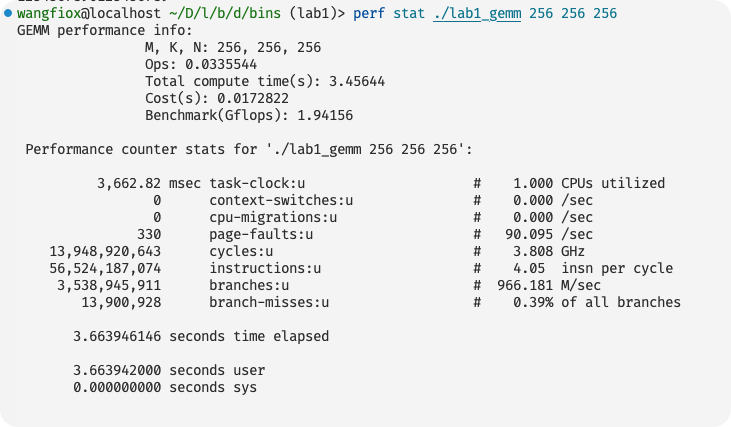 wangfiox@localhost ~/D/l/b/d/bins (lab1)> perf stat ./lab1_gemm 256 256 256
GEMM performance info:
M, K, N: 256, 256, 256
Ops: 0.0335544
Total compute time(s): 3.45644
Cost(s): 0.0172822
Benchmark(Gflops): 1.94156
Performance counter stats for './lab1_gemm 256 256 256':
3,662.82 msec task-clock:u # 1.000 CPUs utilized
0 context-switches:u # 0.000 /sec
0 cpu-migrations:u # 0.000 /sec
330 page-faults:u # 90.095 /sec
13,948,920,643 cycles:u # 3.808 GHz
56,524,187,074 instructions:u # 4.05 insn per cycle
3,538,945,911 branches:u # 966.181 M/sec
13,900,928 branch-misses:u # 0.39% of all branches
3.663946146 seconds time elapsed
3.663942000 seconds user
0.000000000 seconds sys